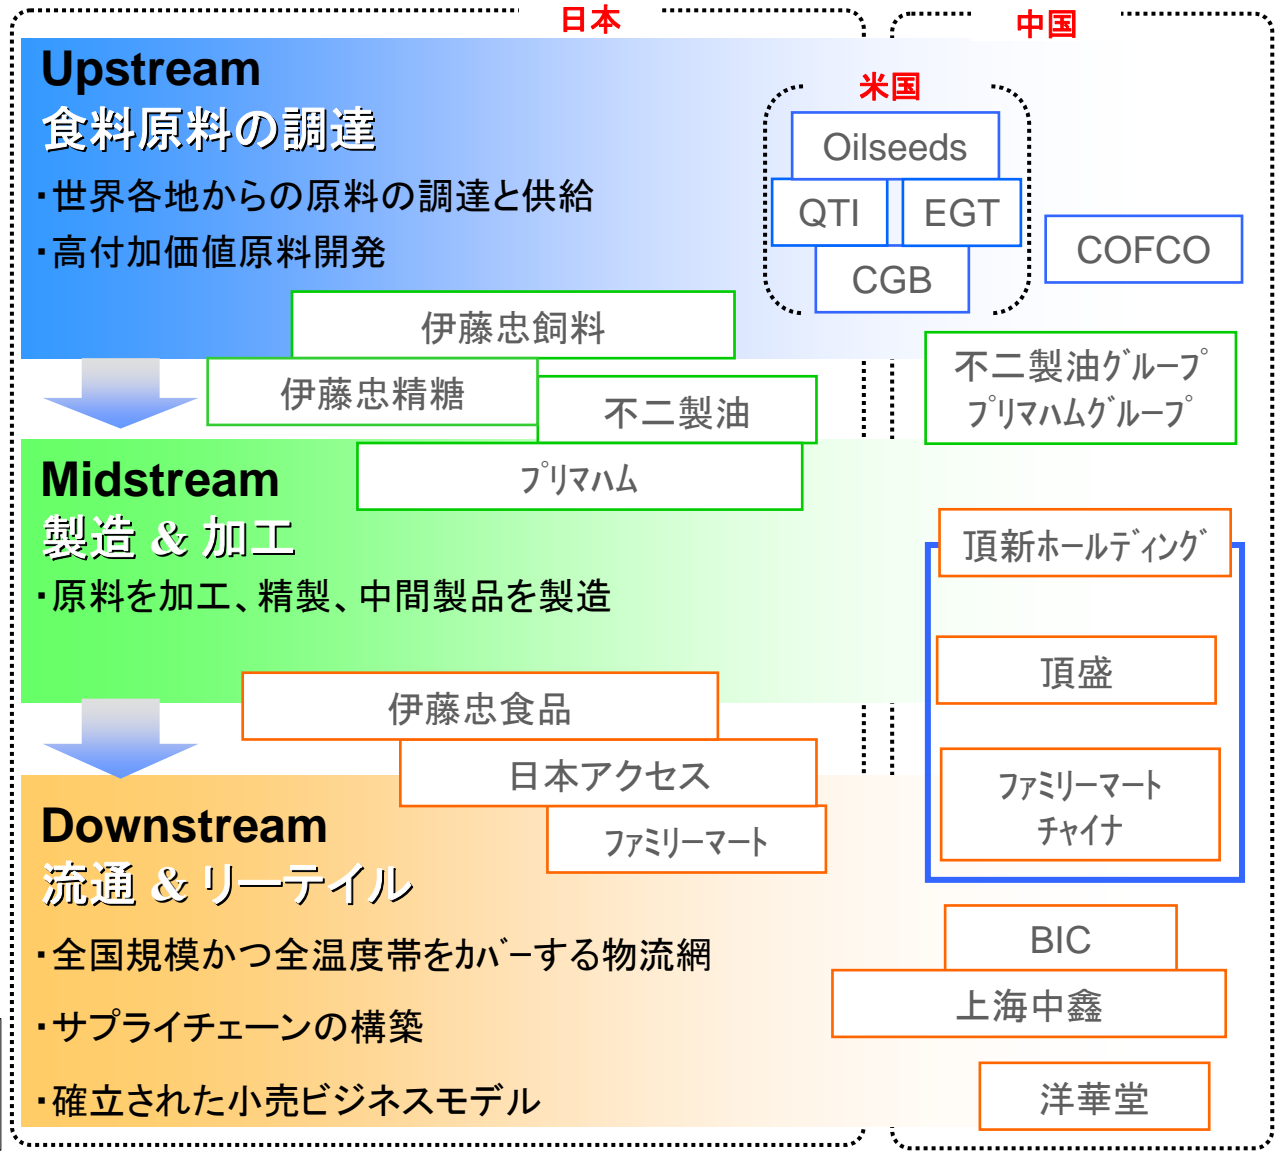 日本
中国
Upstream
食料原料の調達
・世界各地からの原料の調達と供給
・高付加価値原料開発
米国
Oilseeds
QTI
EGT
CGB
COFCO
伊藤忠飼料
伊藤忠精糖
不二製油
プリマハム
不二製油グループ
プリマハムグループ
Midstream
製造 & 加工
・原料を加工、精製、中間製品を製造
頂新ホールディング
頂盛
ファミリーマート
チャイナ
伊藤忠食品
日本アクセス
ファミリーマート
Downstream
流通 & リーテイル
・全国規模かつ全温度帯をカバーする物流網
・サプライチェーンの構築
・確立された小売ビジネスモデル
BIC
上海中鑫
洋華堂